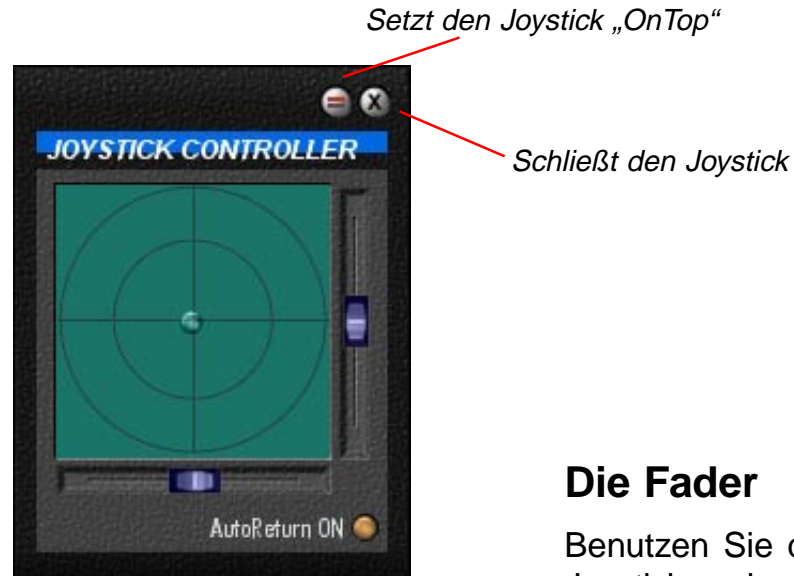 Setzt den Joystick „OnTop“
X
JOYSTICK CONTROLLER
Schließt den Joystick
AutoReturn ON
Die Fader
Benutzen Sie